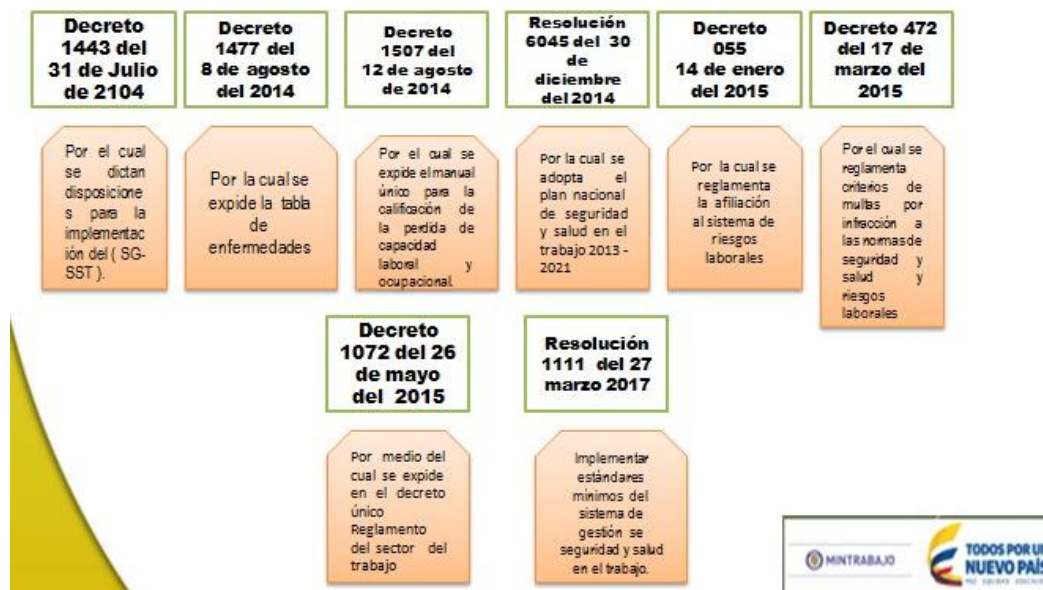 Decreto
1443 del
31 de Julio
de 2104
Decreto
1477 del
8 de agosto
del 2014
Decreto
1507 del
12 de agosto
de 2014
Resolución
6045 del 30
de
diciembre
del 2014
Decreto
055
14 de enero
del 2015
Decreto 472
del 17 de
marzo del
2015
Por el cual
se dictan
disposicione
s para la
implementac
ión del ( SG-
SST ).
Por la cual se
expide la tabla
de
enfermedades
Por el cual se
expide el manual
único para la
calificación de
la perdida de
capacidad
laboral y
ocupacional.
Por la cual se
adopta el
plan nacional
de seguridad
y salud en el
trabajo 2013 -
2021
Por la cual se
reglamenta
la afiliación
al sistema de
riesgos
laborales
Por el cual se
reglamenta
criterios de
multas por
infracción a
las normas de
seguridad y
salud y
riesgos
laborales
Decreto
1072 del 26
de mayo
del 2015
Resolución
1111 del 27
marzo 2017
Por medio del
cual se expide
en el decreto
único
Reglamento
del sector del
trabajo
Implementar
estándares
mínimos del
sistema de
gestión se
seguridad y salud
en el trabajo.
MINTRABAJO
TODOS POR U
NUEVO PAÍS
PAZ EQUIDAD EDUCACIÓN